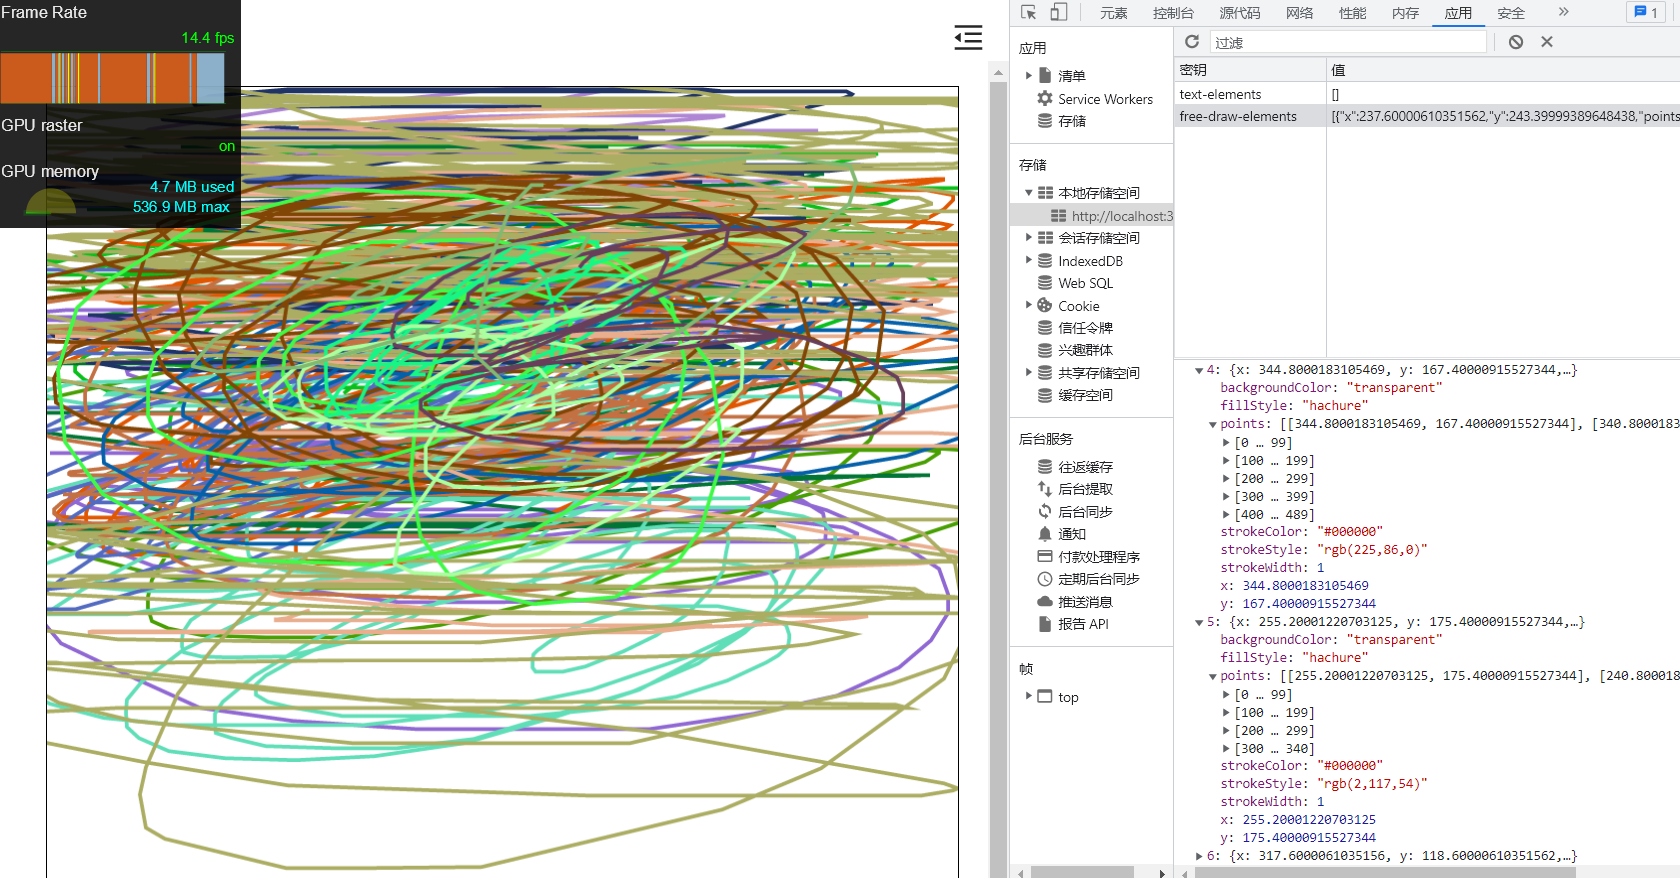 Frame Rate
14.4 fps
GPU raster
on
GPU memory
4.7 MB used
536.9 MB max
元素
控制台
源代码
网络
性能
内存
应用
安全
»
1
应用
清单
Service Workers
存储
存储
本地存储空间
http://localhost:3
会话存储空间
IndexedDB
Web SQL
Cookie
信任令牌
兴趣群体
共享存储空间
缓存空间
后台服务
往返缓存
后台提取
后台同步
通知
付款处理程序
定期后台同步
推送消息
报告 API
帧
top
过滤
密钥 值
text-elements []
free-draw-elements [{"x":237.60000610351562,"y":243.39999389648438,"points
4: {x: 344.8000183105469, y: 167.40000915527344,…}
backgroundColor: "transparent"
fillStyle: "hachure"
points: [[344.8000183105469, 167.40000915527344], [340.800018
[0 … 99]
[100 … 199]
[200 … 299]
[300 … 399]
[400 … 489]
strokeColor: "#000000"
strokeStyle: "rgb(225,86,0)"
strokeWidth: 1
x: 344.8000183105469
y: 167.40000915527344
5: {x: 255.20001220703125, y: 175.40000915527344,…}
backgroundColor: "transparent"
fillStyle: "hachure"
points: [[255.20001220703125, 175.40000915527344], [240.80001
[0 … 99]
[100 … 199]
[200 … 299]
[300 … 340]
strokeColor: "#000000"
strokeStyle: "rgb(2,117,54)"
strokeWidth: 1
x: 255.20001220703125
y: 175.40000915527344
6: {x: 317.6000061035156, y: 118.60000610351562,…}